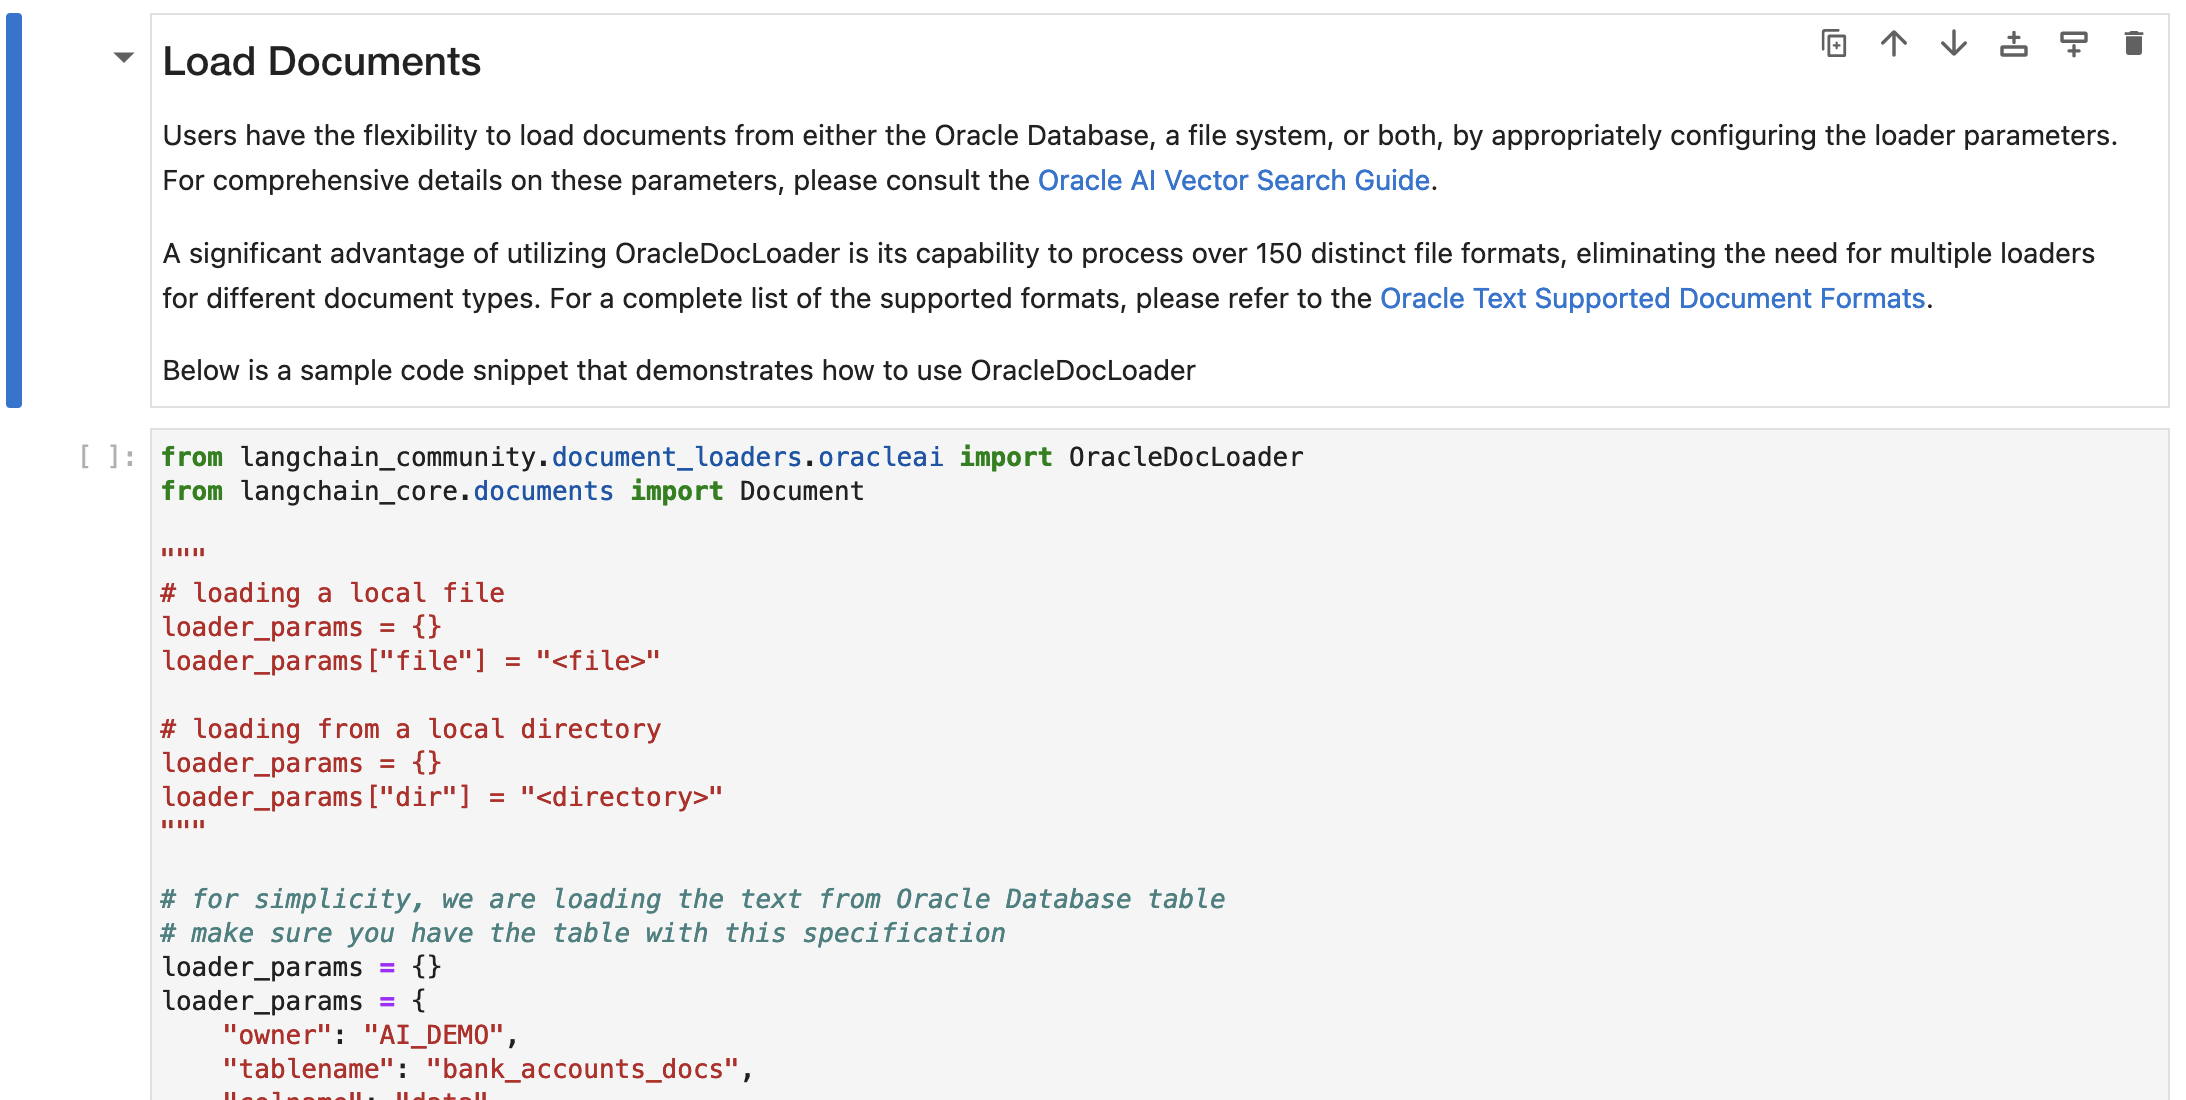 Load Documents
Users have the flexibility to load documents from either the Oracle Database, a file system, or both, by appropriately configuring the loader parameters.
For comprehensive details on these parameters, please consult the Oracle AI Vector Search Guide.
A significant advantage of utilizing OracleDocLoader is its capability to process over 150 distinct file formats, eliminating the need for multiple loaders
for different document types. For a complete list of the supported formats, please refer to the Oracle Text Supported Document Formats.
Below is a sample code snippet that demonstrates how to use OracleDocLoader
[ ]:
from langchain_community.document_loaders.oracleai import OracleDocLoader
from langchain_core.documents import Document
"""
# loading a local file
loader_params = {}
loader_params["file"] = "<file>"
# loading from a local directory
loader_params = {}
loader_params["dir"] = "<directory>"
"""
# for simplicity, we are loading the text from Oracle Database table
# make sure you have the table with this specification
loader_params = {}
loader_params = {
    "owner": "AI_DEMO",
    "tablename": "bank_accounts_docs",
    "colname": "data"